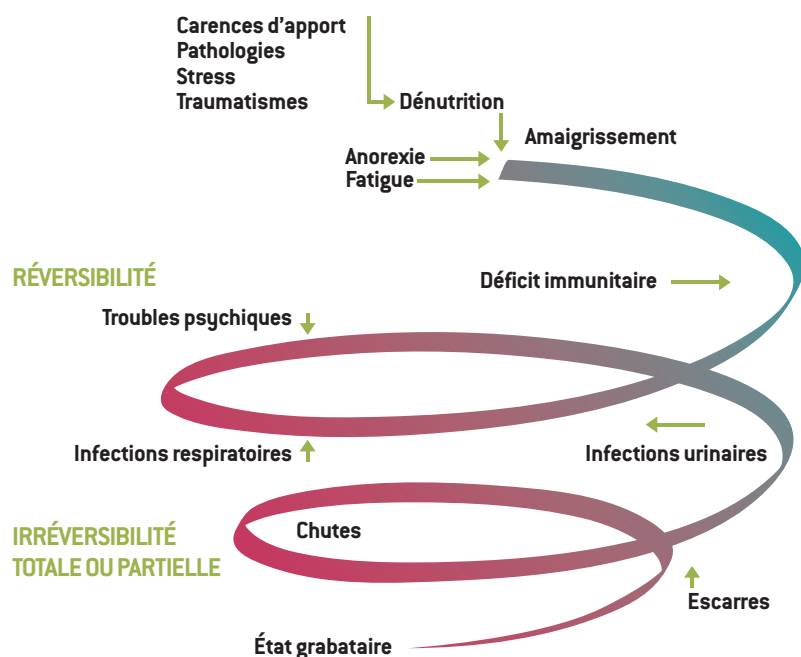 Carences d’apport
Pathologies
Stress
Traumatismes
Dénutrition
Amaigrissement
Anorexie
Fatigue
RÉVERSIBILITÉ
Déficit immunitaire
Troubles psychiques
Infections respiratoires
Infections urinaires
IRRÉVERSIBILITÉ
TOTALE OU PARTIELLE
Chutes
Escarres
État grabataire